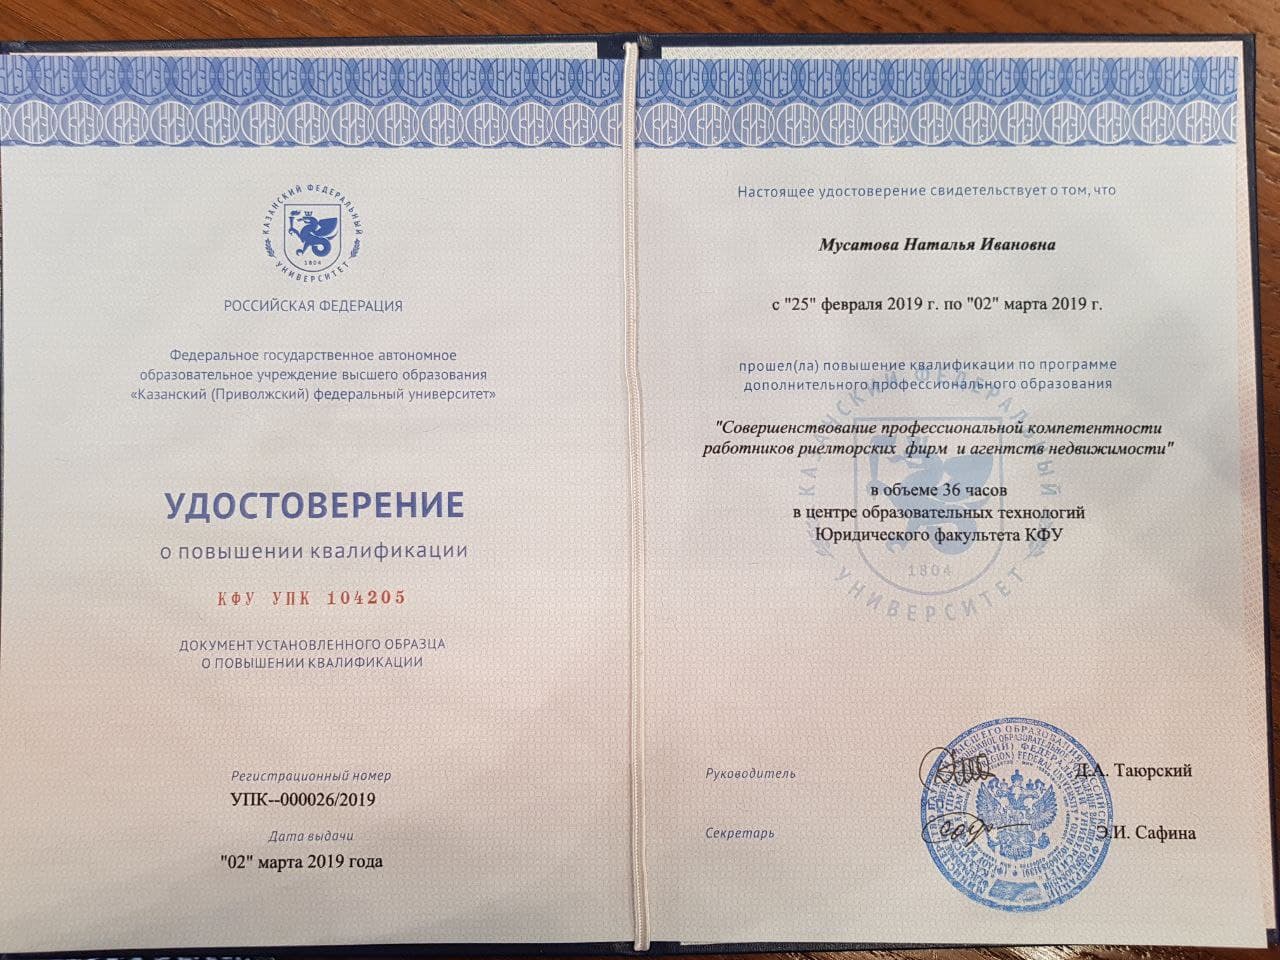 КАЗАНСКИЙ ФЕДЕРАЛЬНЫЙ
1804
УНИВЕРСИТЕТ
РОССИЙСКАЯ ФЕДЕРАЦИЯ
Федеральное государственное автономное
образовательное учреждение высшего образования
«Казанский (Приволжский) федеральный университет»
УДОСТОВЕРЕНИЕ
о повышении квалификации
КФУ УПК 104205
ДОКУМЕНТ УСТАНОВЛЕННОГО ОБРАЗЦА
О ПОВЫШЕНИИ КВАЛИФИКАЦИИ
Регистрационный номер
УПК--000026/2019
Дата выдачи
"02" марта 2019 года
Настоящее удостоверение свидетельствует о том, что
Мусатова Наталья Ивановна
с "25" февраля 2019 г. по "02" марта 2019 г.
прошел(ла) повышение квалификации по программе
дополнительного профессионального образования
КАЗАНСКИЙ ФЕДЕРАЛЬНЫЙ
"Совершенствование профессиональной компетентности
работников риелторских фирм и агентств недвижимости"
в объеме 36 часов
в центре образовательных технологий
Юридического факультета КФУ
1804
УНИВЕРСИТЕТ
Руководитель
Д.А. Таюрский
Секретарь
О.И. Сафина